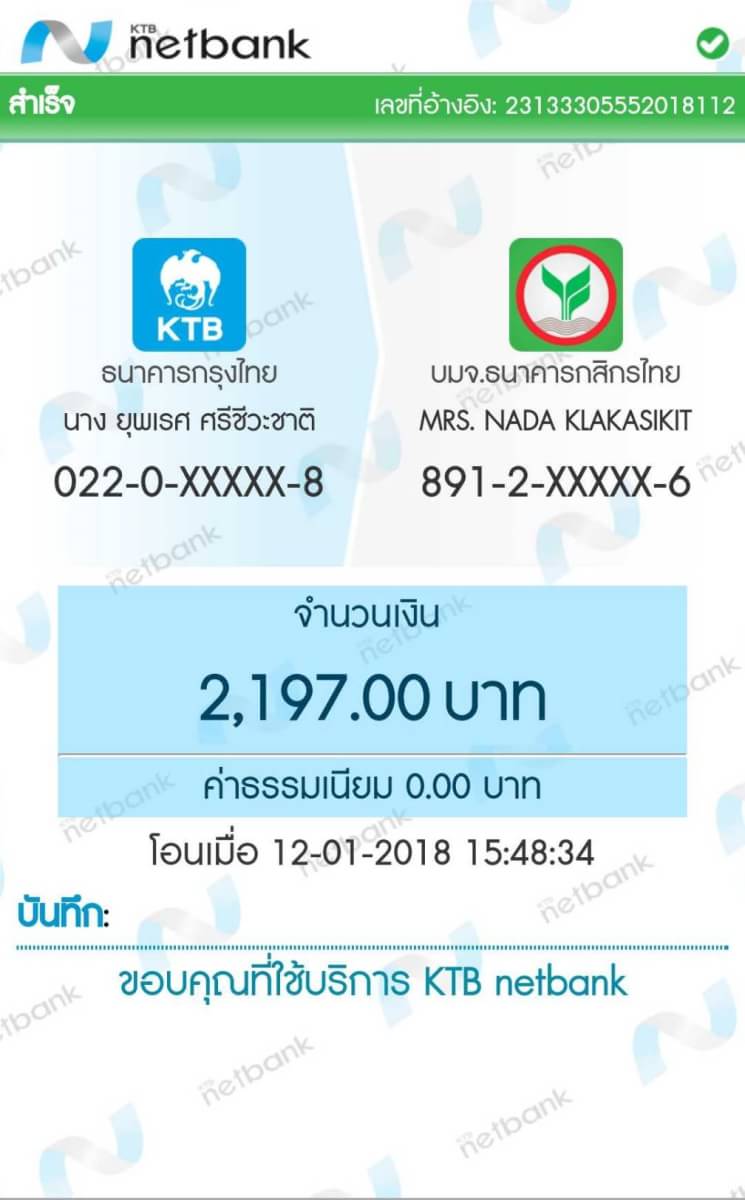 KTB netbank
สำเร็จ
เลขที่อ้างอิง: 23133305552018112
KTB
ธนาคารกรุงไทย
นาง ยุพเรศ ศรีชีวะชาติ
022-0-XXXXX-8
บมจ.ธนาคารกสิกรไทย
MRS. NADA KLAKASIKIT
891-2-XXXXX-6
จำนวนเงิน
2,197.00 บาท
ค่าธรรมเนียม 0.00 บาท
โอนเมื่อ 12-01-2018 15:48:34
บันทึก:
ขอบคุณที่ใช้บริการ KTB netbank